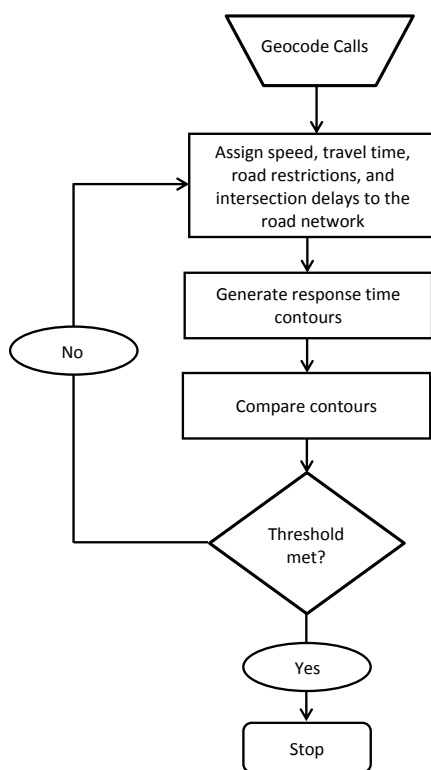 Geocode Calls
Assign speed, travel time,
road restrictions, and
intersection delays to the
road network
Generate response time
contours
No
Compare contours
Threshold
met?
Yes
Stop